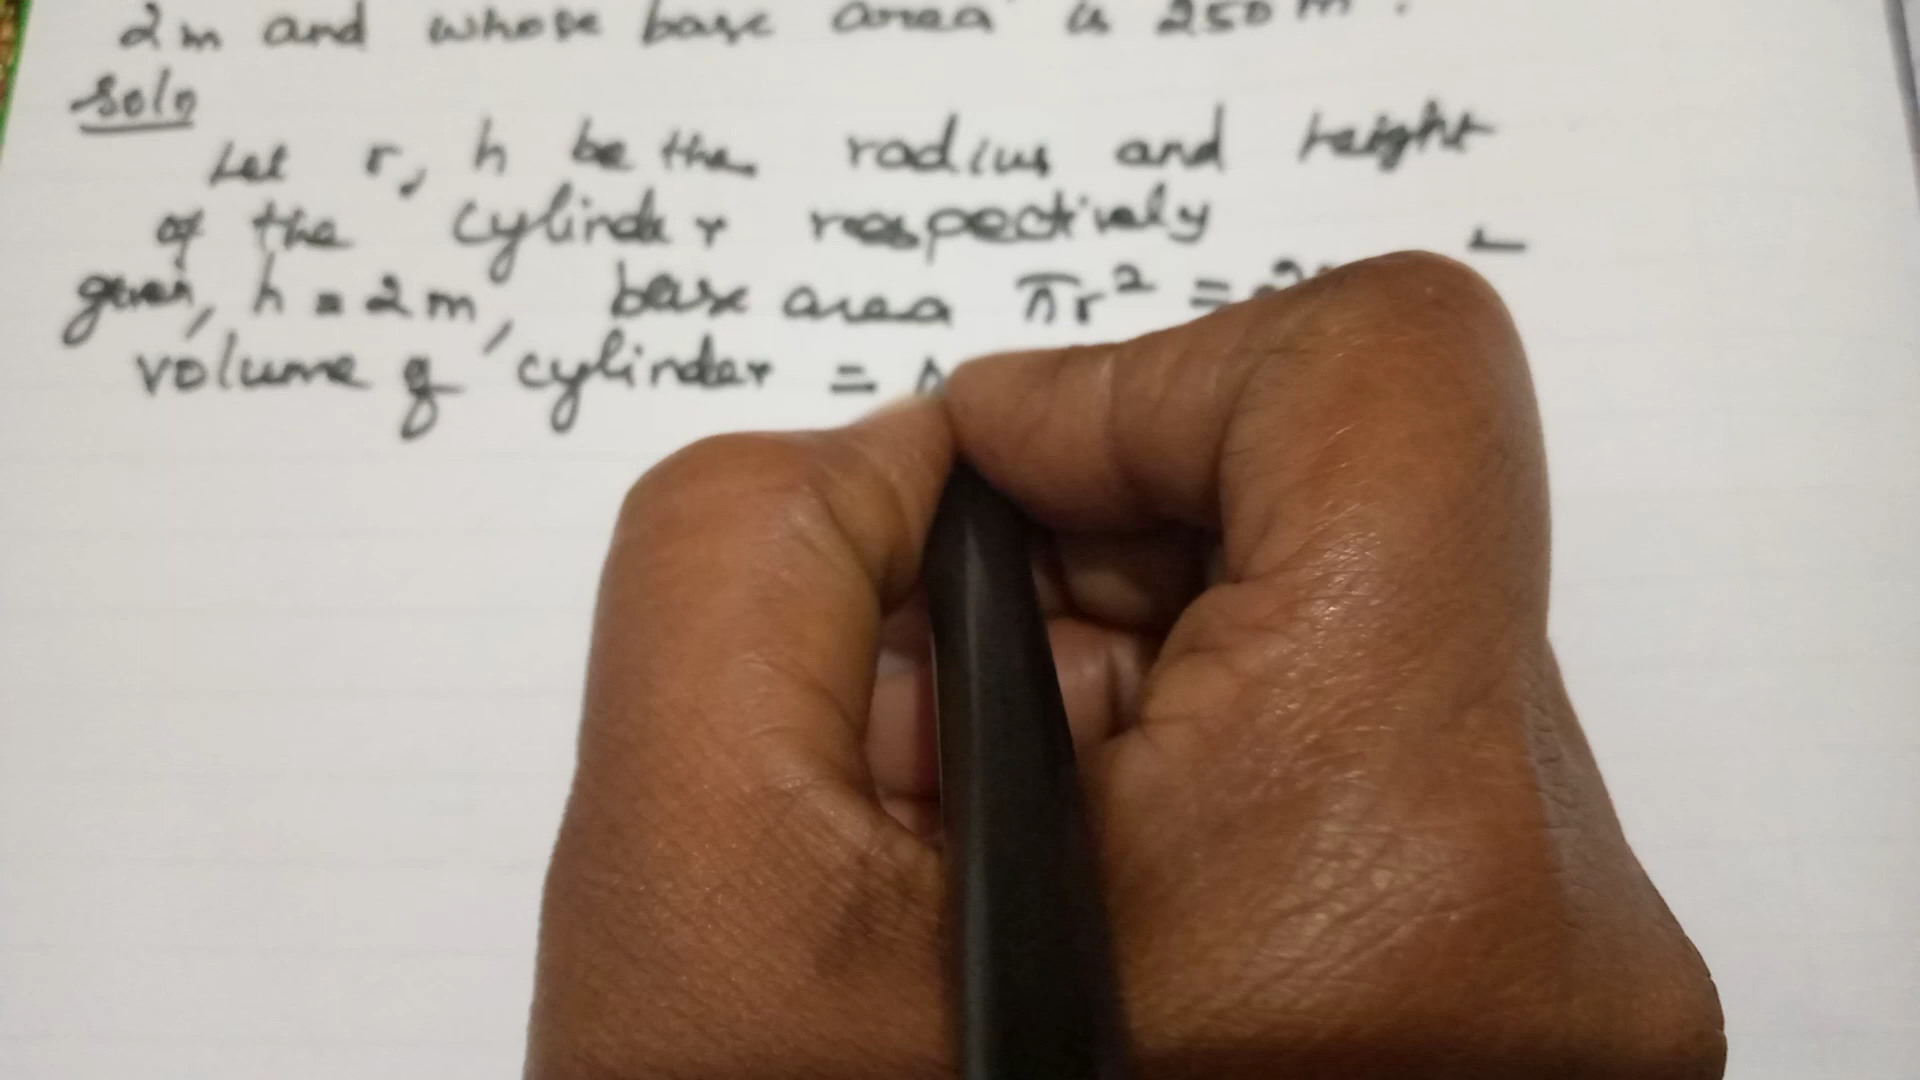 2m and whose base area is 250 m
soln
Let r, h be the radius and height
of the cylinder respectively
given, h = 2m, base area πr² =
volume of cylinder =